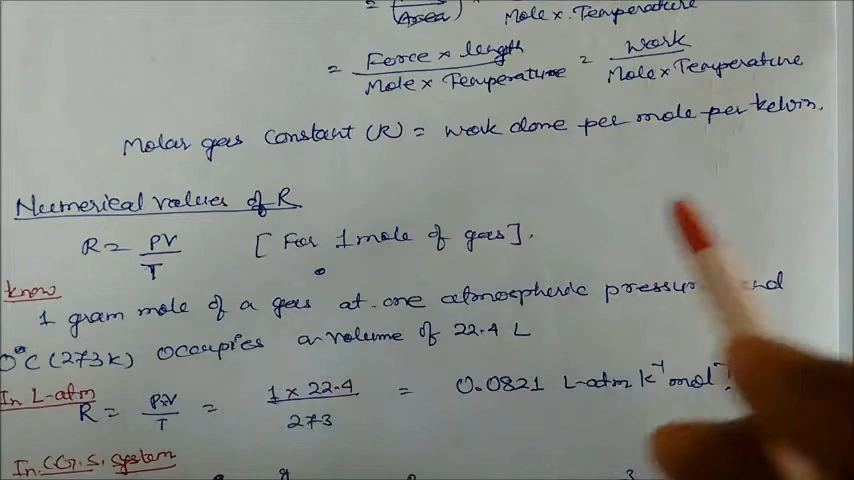 = (Area) Mole x Temperature
= Force x length / Mole x Temperature = Work / Mole x Temperature
Molar gas Constant (R) = work done per mole per kelvin.
Numerical values of R
R = PV / T [For 1 mole of gas].
know
1 gram mole of a gas at one atmospheric pressur nd
0°C (273k) occupies a volume of 22.4 L
In L-atm
R = PV / T = 1 x 22.4 / 273 = 0.0821 L-atm k⁻¹ mol⁻
In C.G.S. system